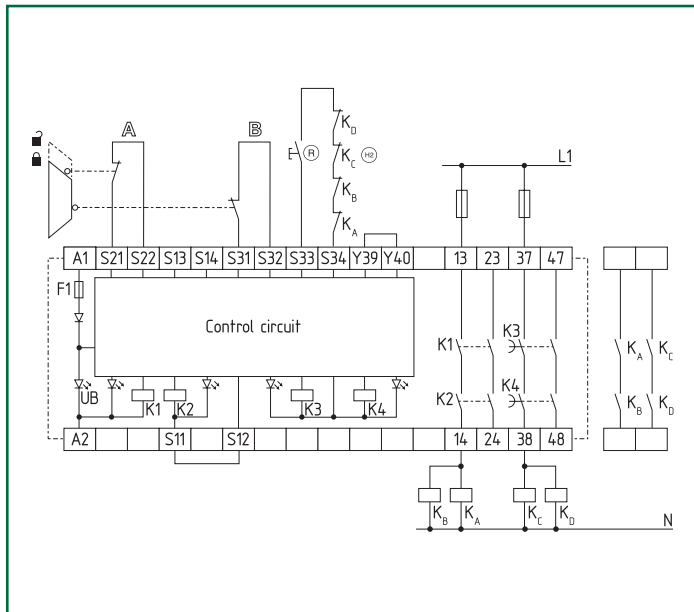 A
B
R
K_D
K_C H2
K_B
K_A
L1
A1 S21 S22 S13 S14 S31 S32 S33 S34 Y39 Y40 13 23 37 47
F1
Control circuit
K1 K3
K_A K_C
UB K1 K2 K3 K4 K2 K4
K_B K_D
A2 S11 S12 14 24 38 48
K_B K_A K_C K_D
N